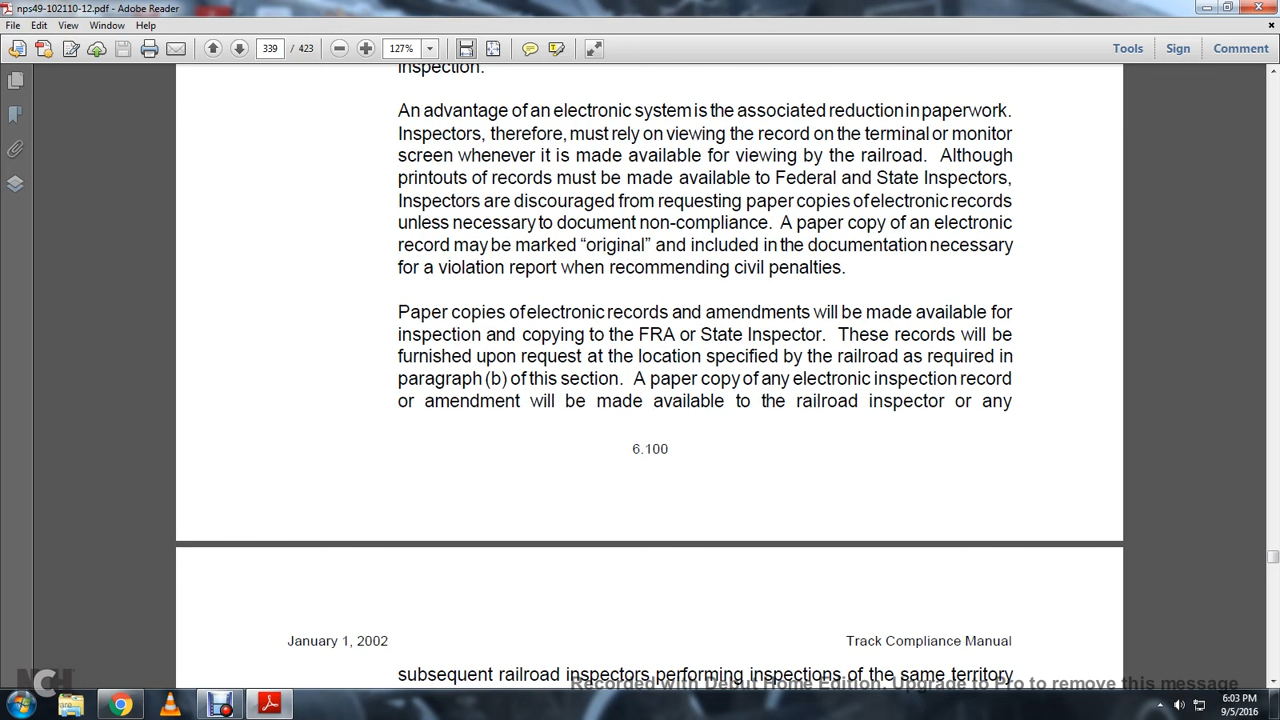 nps49-102110-12.pdf - Adobe Reader
File Edit View Window Help
339 / 423 127% Tools Sign Comment
inspection.
An advantage of an electronic system is the associated reduction in paperwork.
Inspectors, therefore, must rely on viewing the record on the terminal or monitor
screen whenever it is made available for viewing by the railroad. Although
printouts of records must be made available to Federal and State Inspectors,
Inspectors are discouraged from requesting paper copies of electronic records
unless necessary to document non-compliance. A paper copy of an electronic
record may be marked “original” and included in the documentation necessary
for a violation report when recommending civil penalties.
Paper copies of electronic records and amendments will be made available for
inspection and copying to the FRA or State Inspector. These records will be
furnished upon request at the location specified by the railroad as required in
paragraph (b) of this section. A paper copy of any electronic inspection record
or amendment will be made available to the railroad inspector or any
6.100
January 1, 2002 Track Compliance Manual
subsequent railroad inspectors performing inspections of the same territory
Recorded with Debut Home Edition. Upgrade to Pro to remove this message
NCH
6:03 PM
9/5/2016